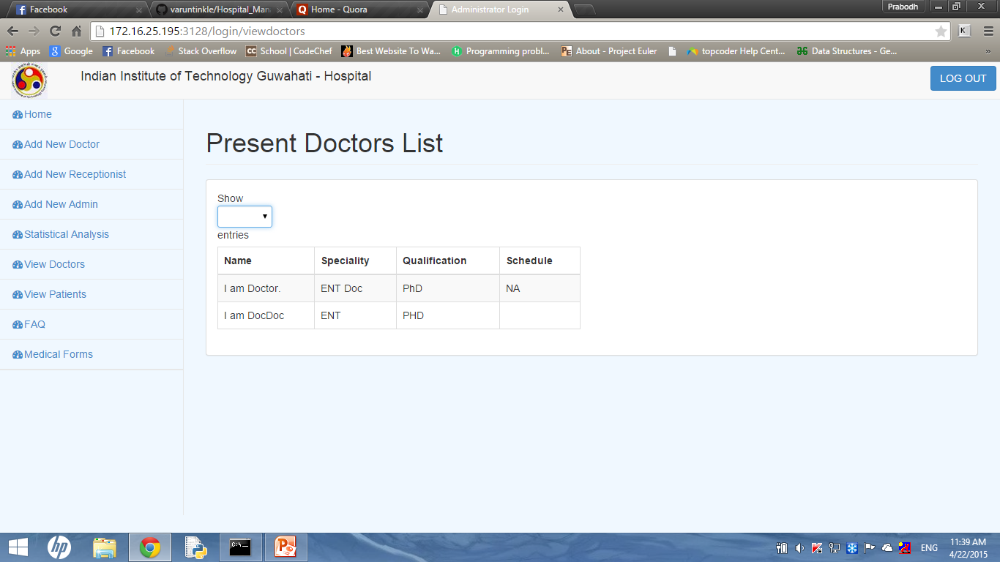 Facebook
varuntinkle/Hospital_Man
Home - Quora
Administrator Login
Prabodh
172.16.25.195:3128/login/viewdoctors
K
Apps
Google
Facebook
Stack Overflow
CC School | CodeChef
Best Website To Wa...
Programming probl...
About - Project Euler
topcoder Help Cent...
Data Structures - Ge...
»
Indian Institute of Technology Guwahati - Hospital
LOG OUT
Home
Add New Doctor
Add New Receptionist
Add New Admin
Statistical Analysis
View Doctors
View Patients
FAQ
Medical Forms
Present Doctors List
Show
entries
Name Speciality Qualification Schedule
I am Doctor. ENT Doc PhD NA
I am DocDoc ENT PHD
hp
ENG
11:39 AM
4/22/2015